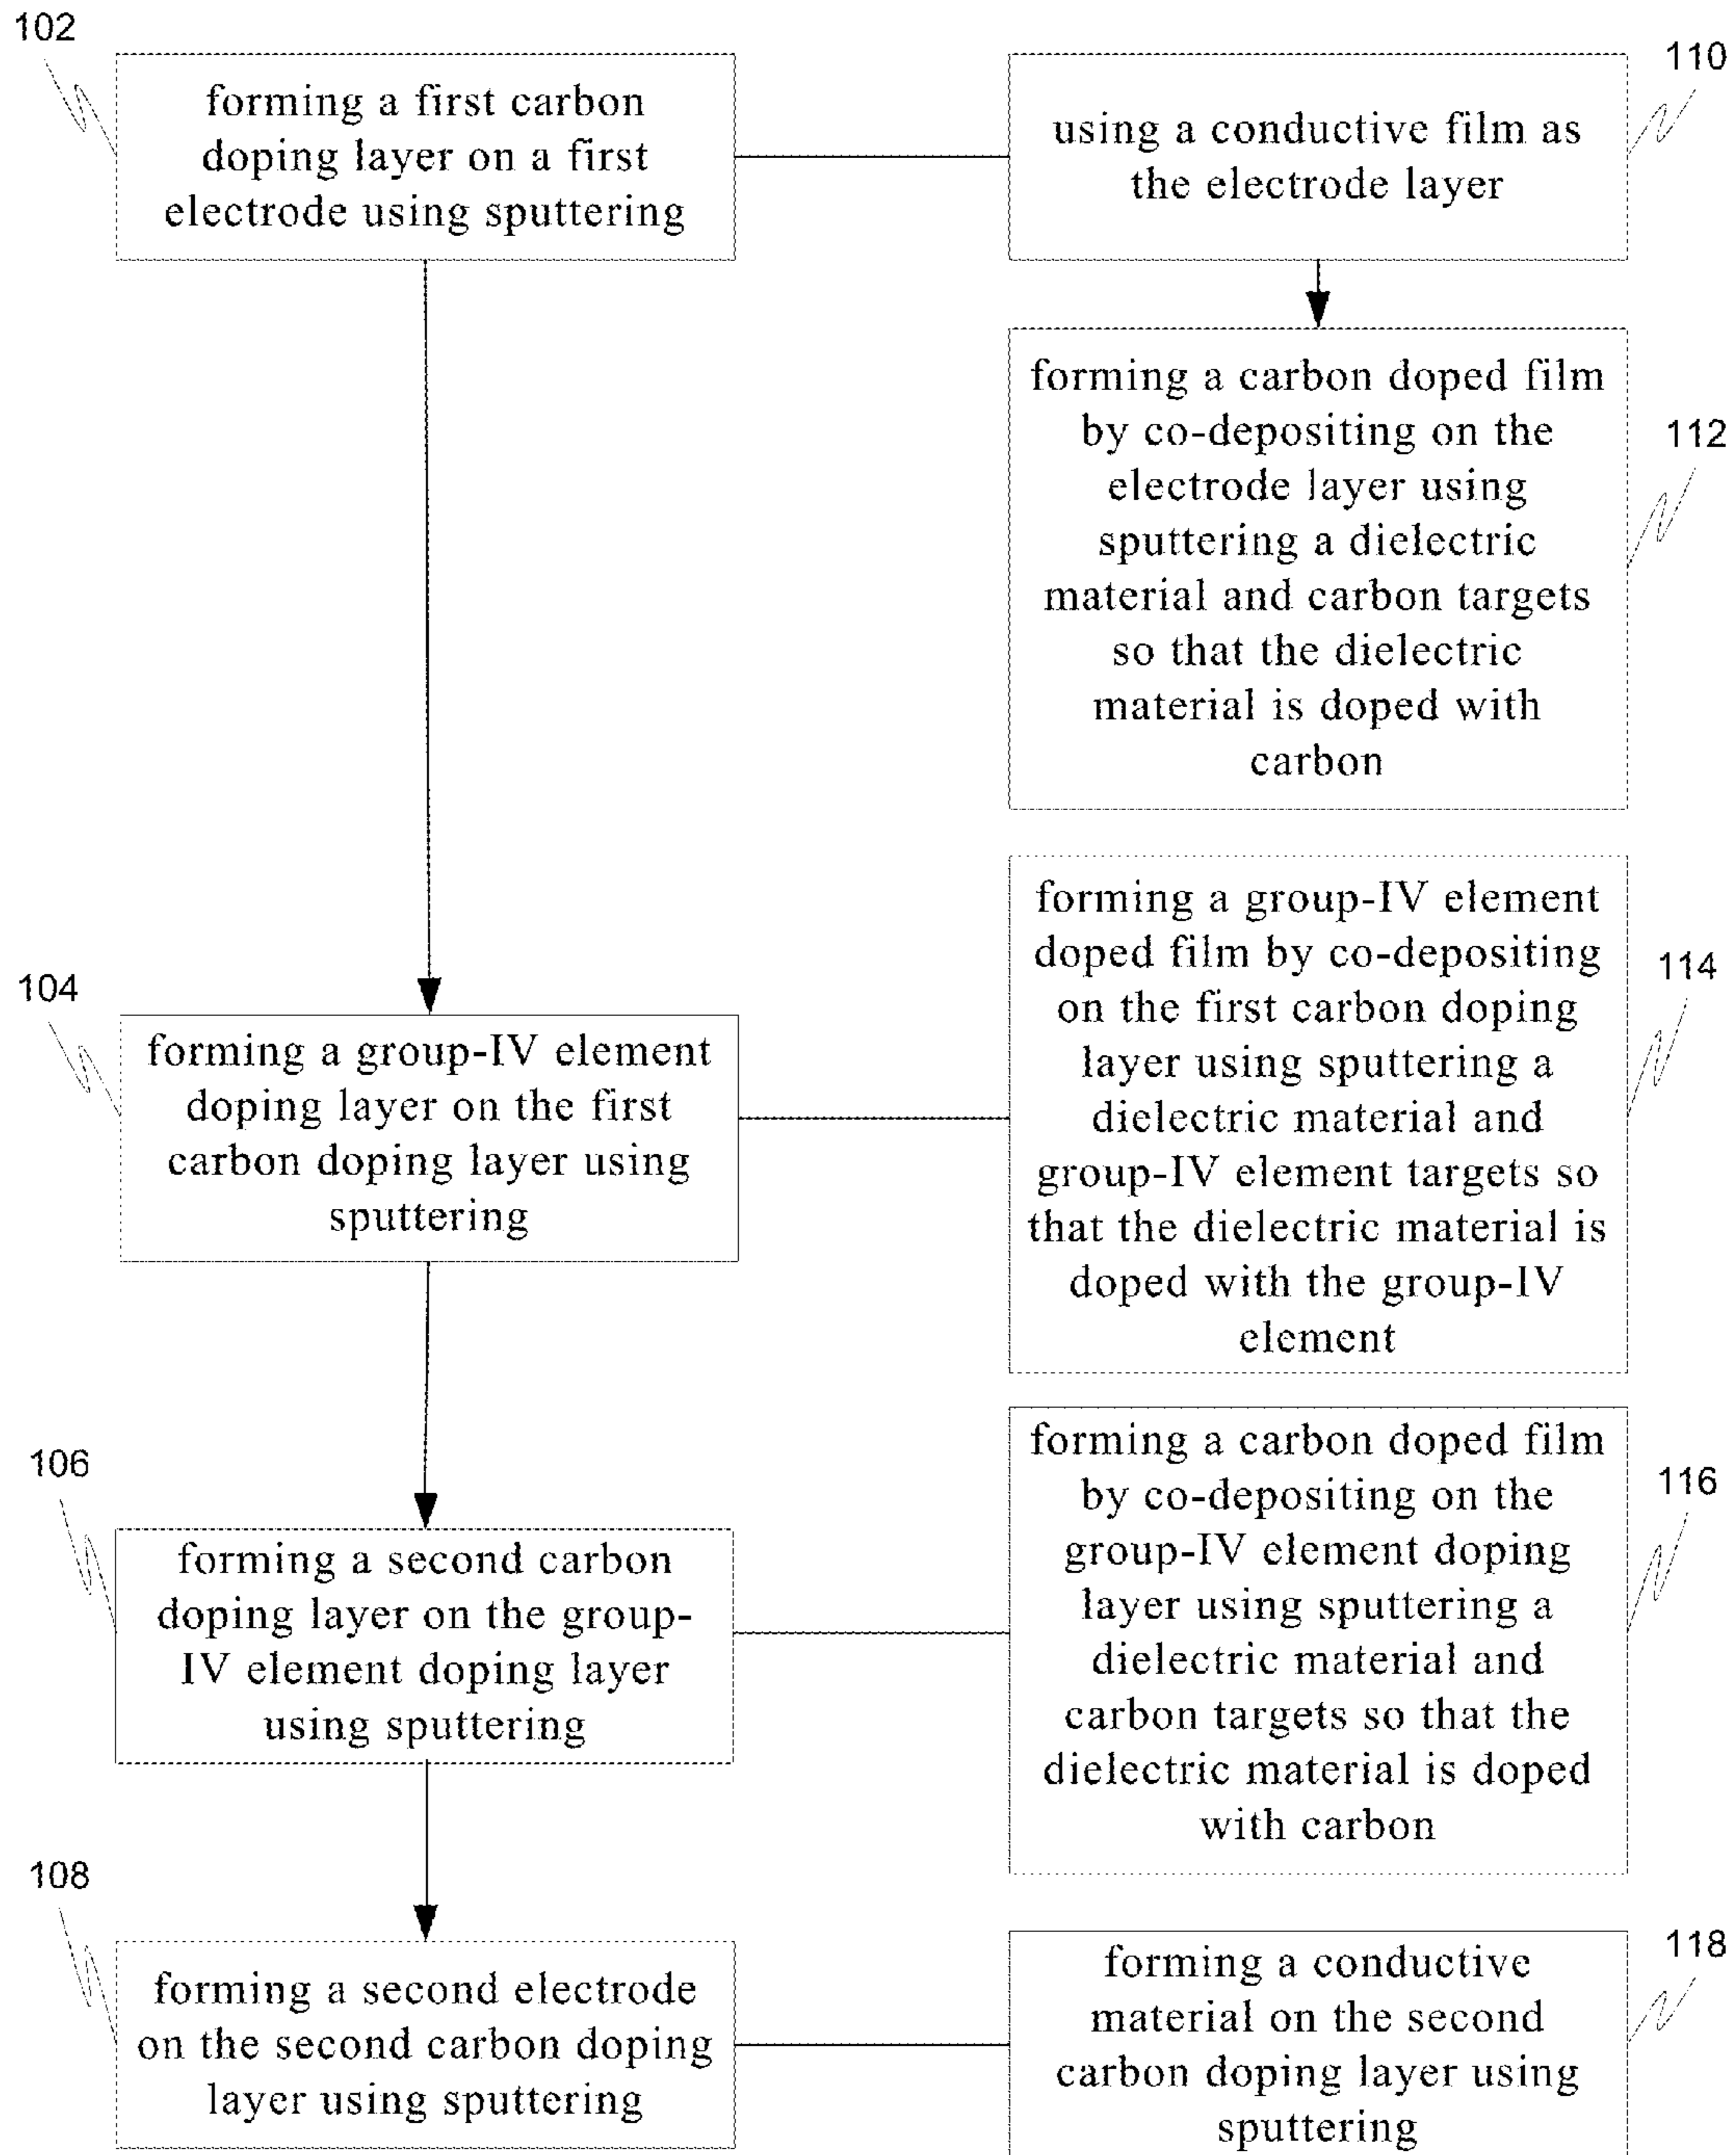 102
forming a first carbon
doping layer on a first
electrode using sputtering
110
using a conductive film as
the electrode layer
112
forming a carbon doped film
by co-depositing on the
electrode layer using
sputtering a dielectric
material and carbon targets
so that the dielectric
material is doped with
carbon
104
forming a group-IV element
doping layer on the first
carbon doping layer using
sputtering
114
forming a group-IV element
doped film by co-depositing
on the first carbon doping
layer using sputtering a
dielectric material and
group-IV element targets so
that the dielectric material is
doped with the group-IV
element
106
forming a second carbon
doping layer on the group-
IV element doping layer
using sputtering
116
forming a carbon doped film
by co-depositing on the
group-IV element doping
layer using sputtering a
dielectric material and
carbon targets so that the
dielectric material is doped
with carbon
108
forming a second electrode
on the second carbon doping
layer using sputtering
118
forming a conductive
material on the second
carbon doping layer using
sputtering